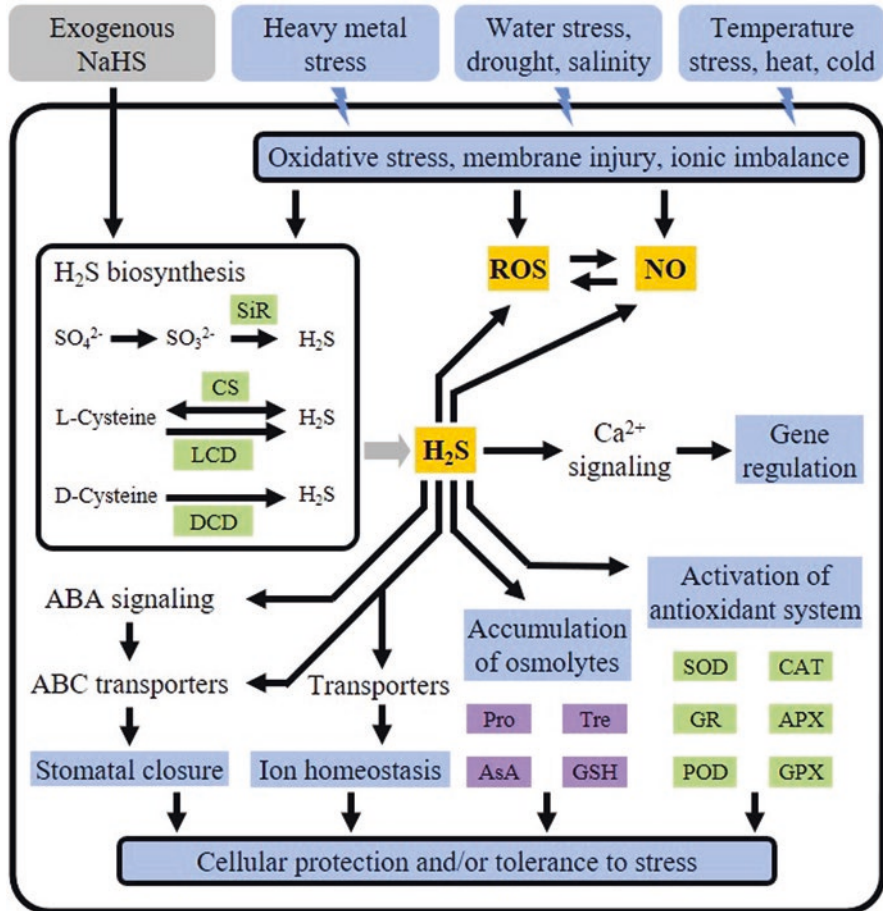 Exogenous
NaHS
Heavy metal
stress
Water stress,
drought, salinity
Temperature
stress, heat, cold
Oxidative stress, membrane injury, ionic imbalance
H₂S biosynthesis
SiR
SO₄²⁻ SO₃²⁻ H₂S
CS
L-Cysteine H₂S
LCD
D-Cysteine H₂S
DCD
ROS
NO
H₂S
Ca²⁺
signaling
Gene
regulation
ABA signaling
ABC transporters
Stomatal closure
Transporters
Ion homeostasis
Accumulation
of osmolytes
Pro Tre
AsA GSH
Activation of
antioxidant system
SOD CAT
GR APX
POD GPX
Cellular protection and/or tolerance to stress